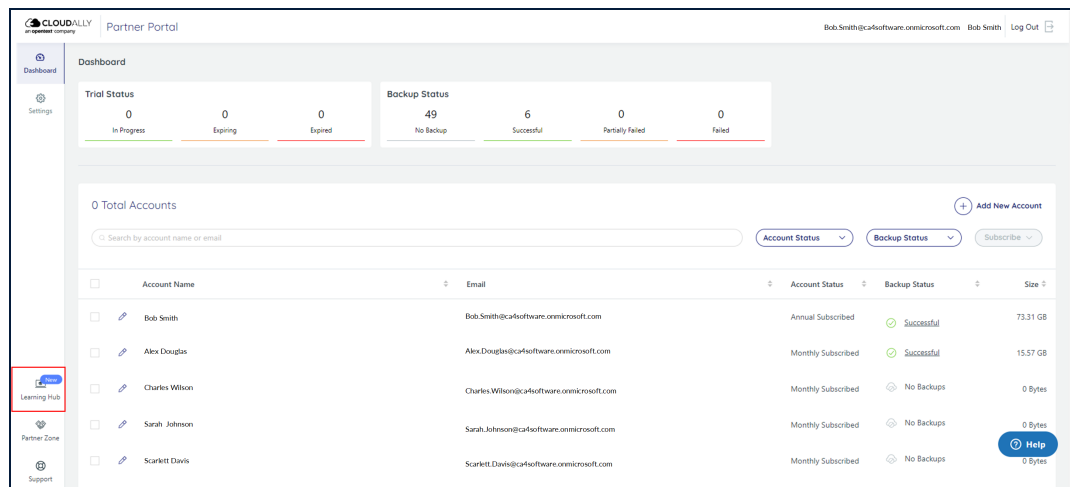 CLOUDALLY
an opentext company
Partner Portal
Bob.Smith@ca4software.onmicrosoft.com Bob Smith Log Out
Dashboard
Settings
Dashboard
Trial Status
0 0 0
In Progress Expiring Expired
Backup Status
49 6 0 0
No Backup Successful Partially Failed Failed
0 Total Accounts
Add New Account
Search by account name or email
Account Status
Backup Status
Subscribe
Account Name Email Account Status Backup Status Size
Bob Smith Bob.Smith@ca4software.onmicrosoft.com Annual Subscribed Successful 73.31 GB
Alex Douglas Alex.Douglas@ca4software.onmicrosoft.com Monthly Subscribed Successful 15.57 GB
Charles Wilson Charles.Wilson@ca4software.onmicrosoft.com Monthly Subscribed No Backups 0 Bytes
Sarah Johnson Sarah.Johnson@ca4software.onmicrosoft.com Monthly Subscribed No Backups 0 Bytes
Scarlett Davis Scarlett.Davis@ca4software.onmicrosoft.com Monthly Subscribed No Backups 0 Bytes
New
Learning Hub
Partner Zone
Support
Help